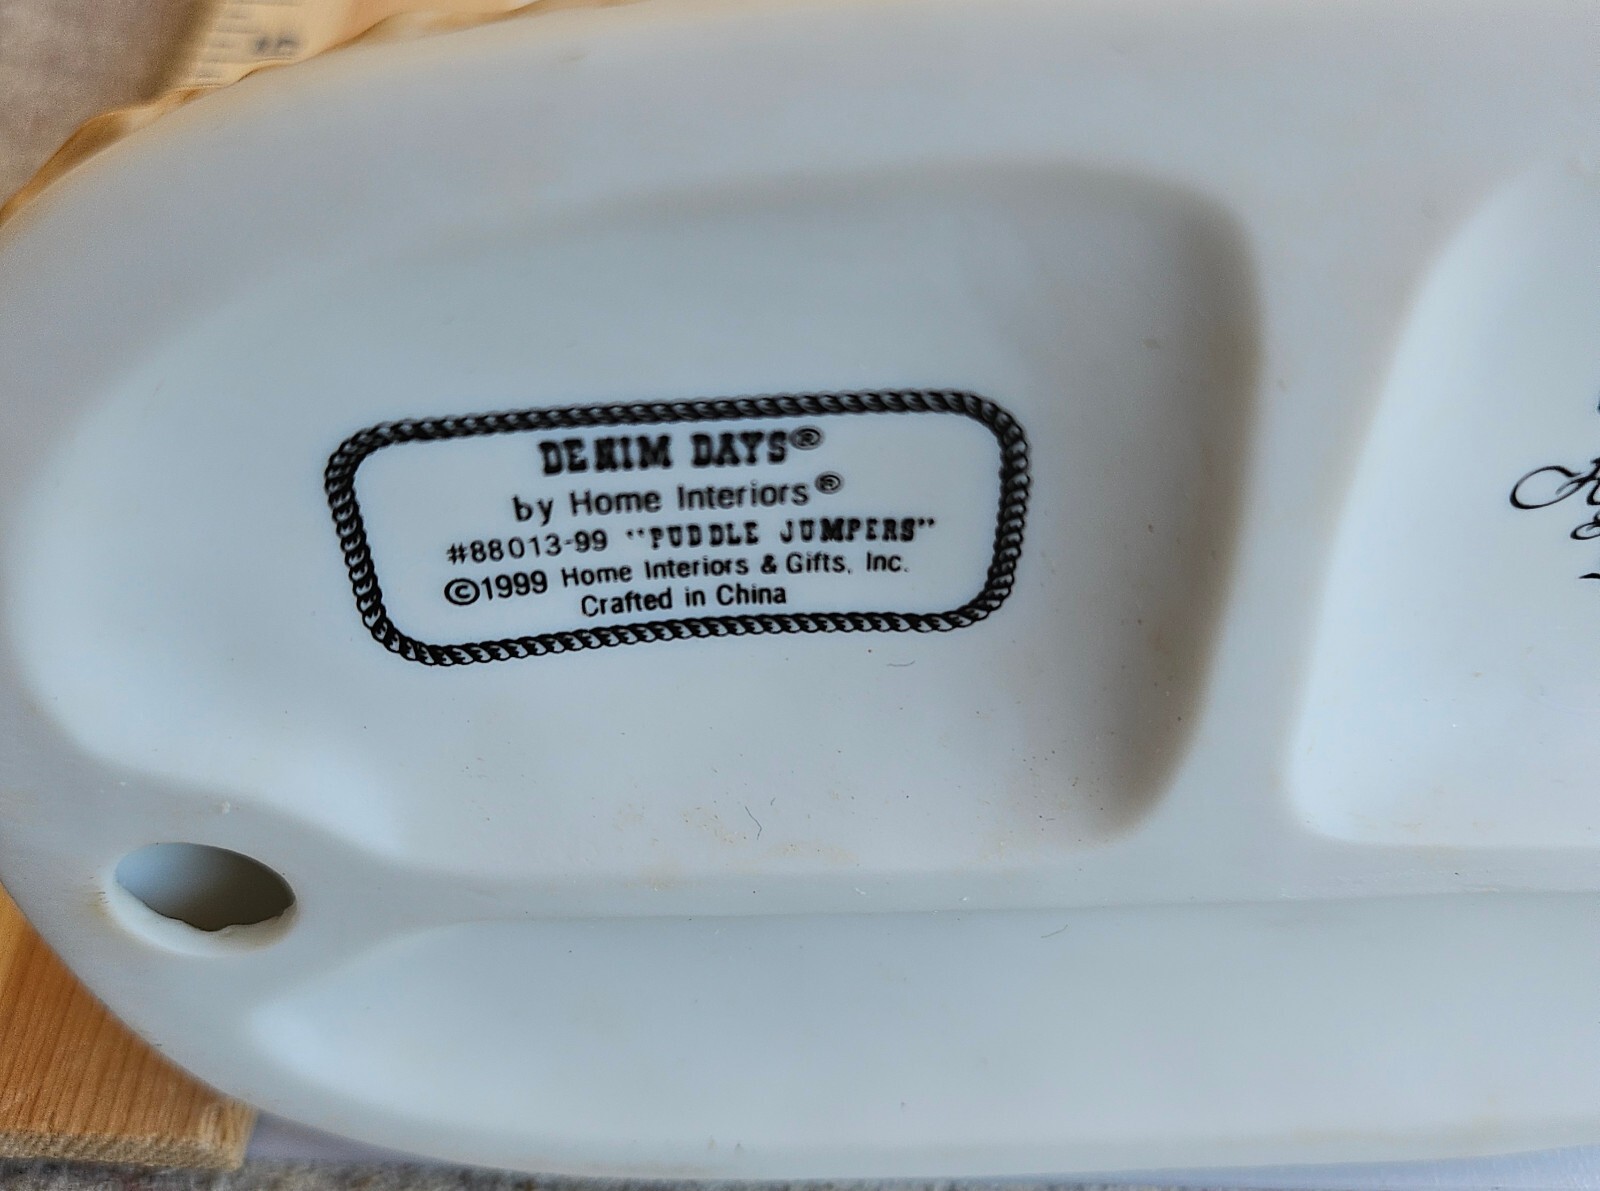 DENIM DAYS®
by Home Interiors®
#88013-99 "PUDDLE JUMPERS"
©1999 Home Interiors & Gifts, Inc.
Crafted in China